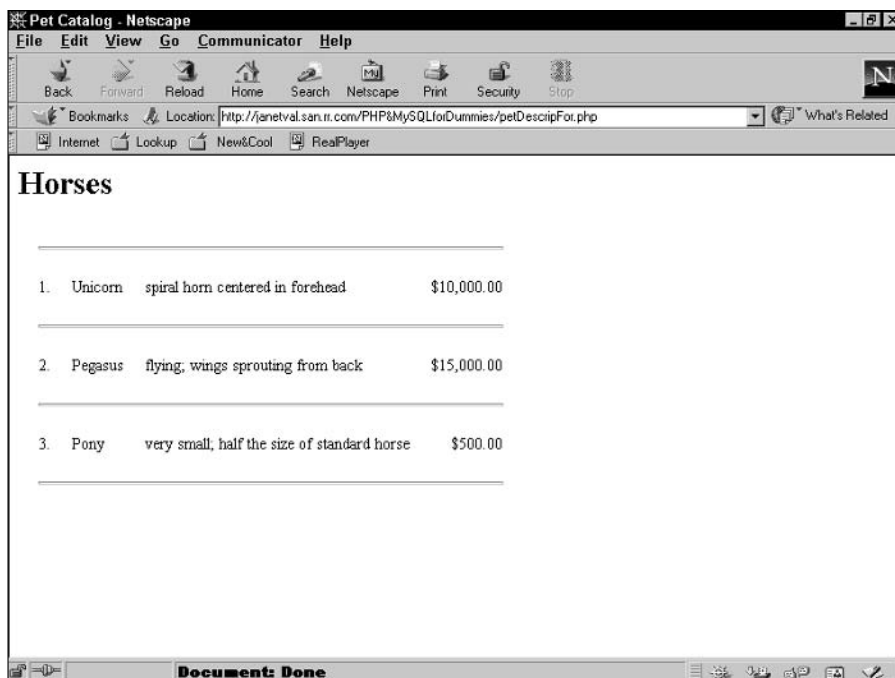 Pet Catalog - Netscape
File Edit View Go Communicator Help
Back Forward Reload Home Search Netscape Print Security Stop
My
N
Bookmarks Location: http://janetval.san.rr.com/PHP&MySQLforDummies/petDescripFor.php What's Related
Internet Lookup New&Cool RealPlayer
Horses
1. Unicorn spiral horn centered in forehead $10,000.00
2. Pegasus flying; wings sprouting from back $15,000.00
3. Pony very small; half the size of standard horse $500.00
Document: Done